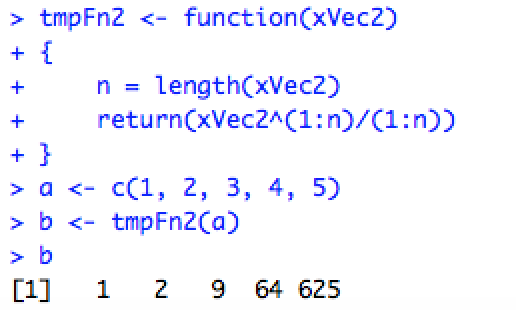 > tmpFn2 <- function(xVec2)
+ {
+     n = length(xVec2)
+     return(xVec2^(1:n)/(1:n))
+ }
> a <- c(1, 2, 3, 4, 5)
> b <- tmpFn2(a)
> b
[1]   1   2   9  64 625